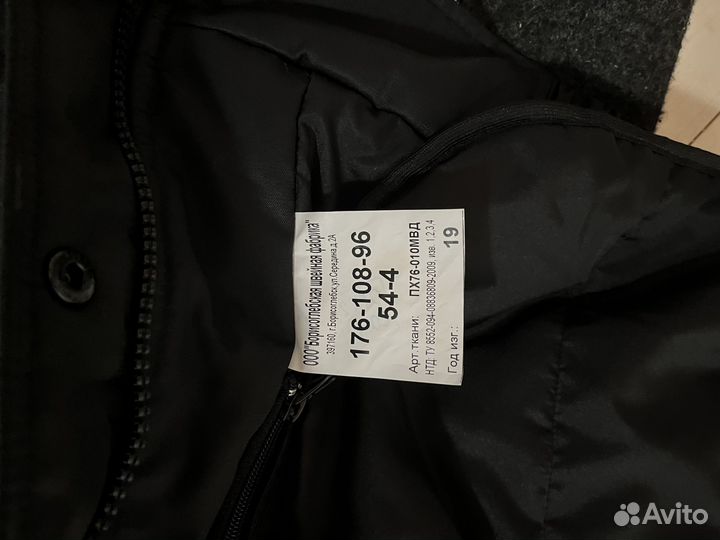 ООО"Борисоглебская швейная фабрика"
397160, г.Борисоглебск,ул.Середина,д.2А
176-108-96
54-4
Арт.ткани: ПХ76-010МВД
НТД: ТУ 8552-094-08836809-2009, изв. 1,2,3,4
Год изг.: 19
Avito